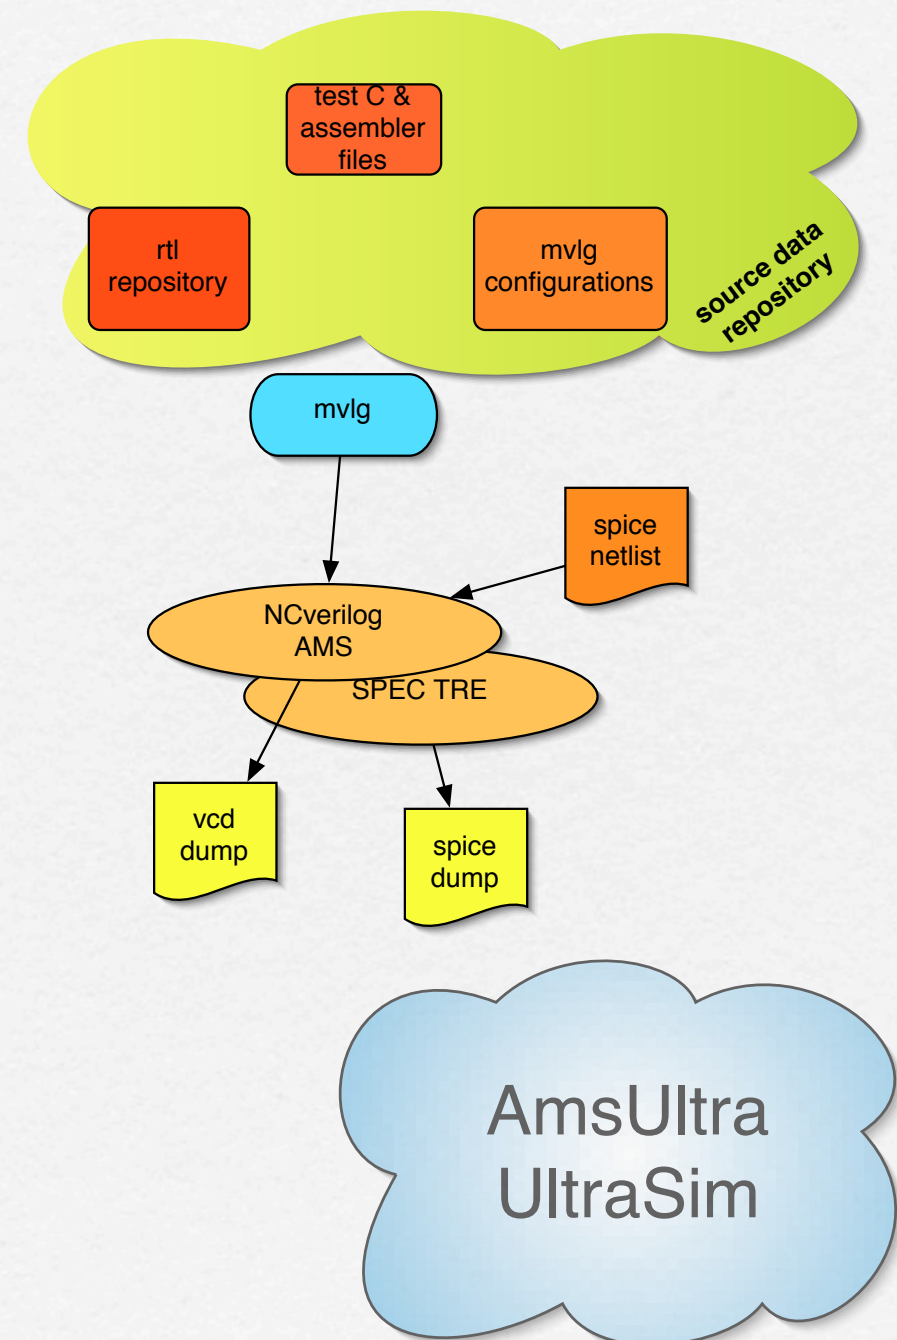 test C &
assembler
files
rtl
repository
mvlg
configurations
source data
repository
mvlg
spice
netlist
NCverilog
AMS
SPEC TRE
vcd
dump
spice
dump
AmsUltra
UltraSim